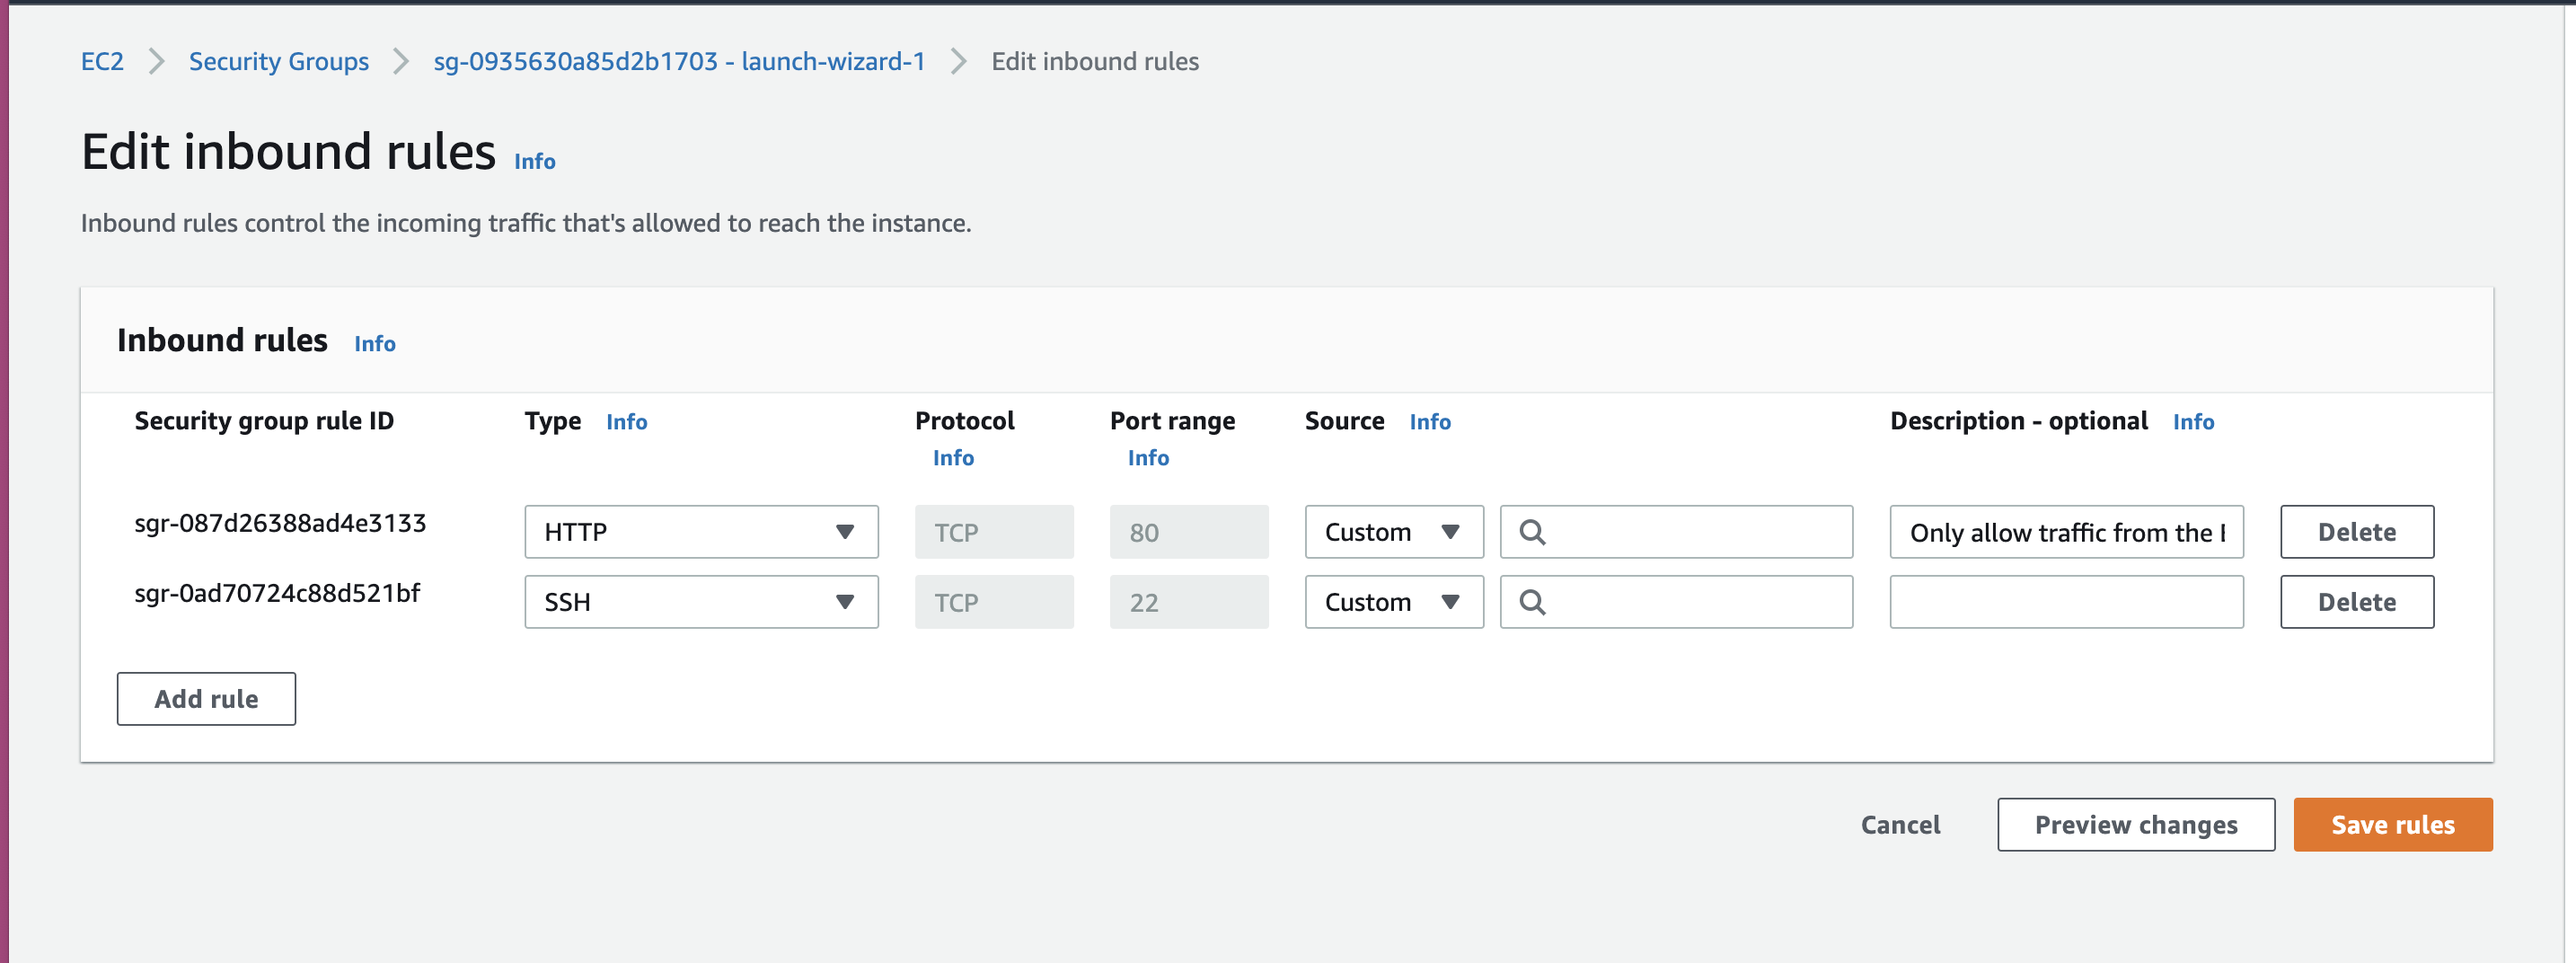 EC2 Security Groups sg-0935630a85d2b1703 - launch-wizard-1 Edit inbound rules
Edit inbound rules Info
Inbound rules control the incoming traffic that's allowed to reach the instance.
Inbound rules Info
Security group rule ID Type Info Protocol Info Port range Info Source Info Description - optional Info
sgr-087d26388ad4e3133 HTTP TCP 80 Custom Only allow traffic from the Delete
sgr-0ad70724c88d521bf SSH TCP 22 Custom Delete
Add rule
Cancel Preview changes Save rules